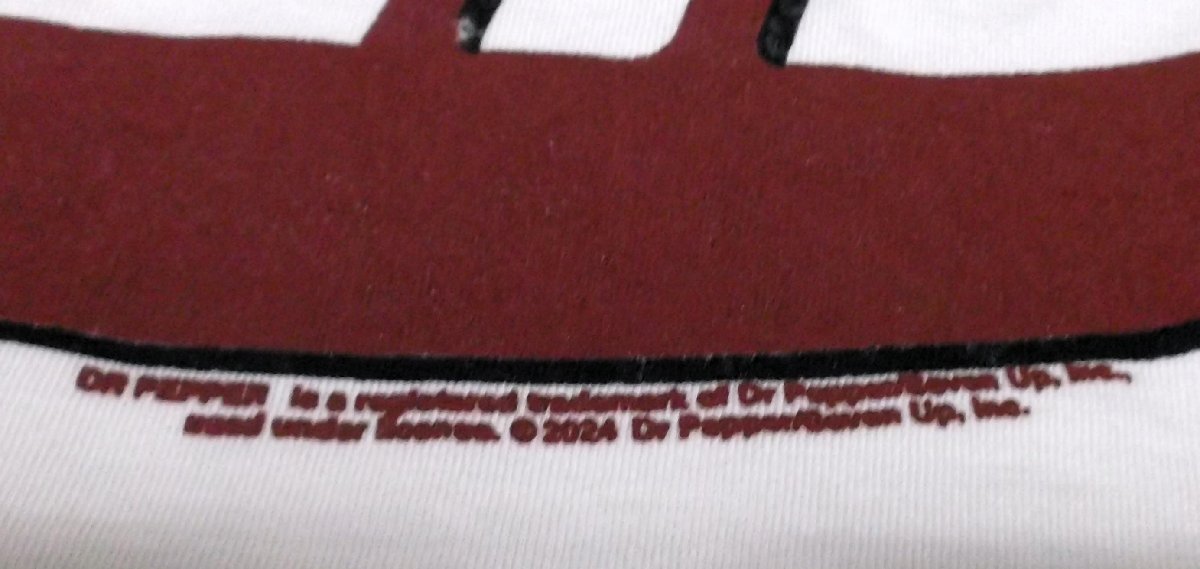 DR PEPPER is a registered trademark of Dr Pepper/Seven Up, Inc.,
used under license. © 2024 Dr Pepper/Seven Up, Inc.